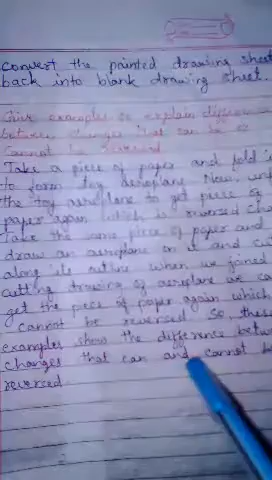 convert the painted drawing sheet
back into blank drawing sheet.
Give examples to explain difference
between changes that can be or
cannot be reversed
Take a piece of paper and fold i
to form toy aeroplane Now unf
the toy aeroplane to get piece of
paper again which is reversed cha
Take the same piece of paper and
draw an aeroplane on it and cut
along its outline when we joined
cutting drawing of aeroplane we ca
get the piece of paper again which
cannot be reversed. So these
examples show the difference betwe
changes that can and cannot be
reversed